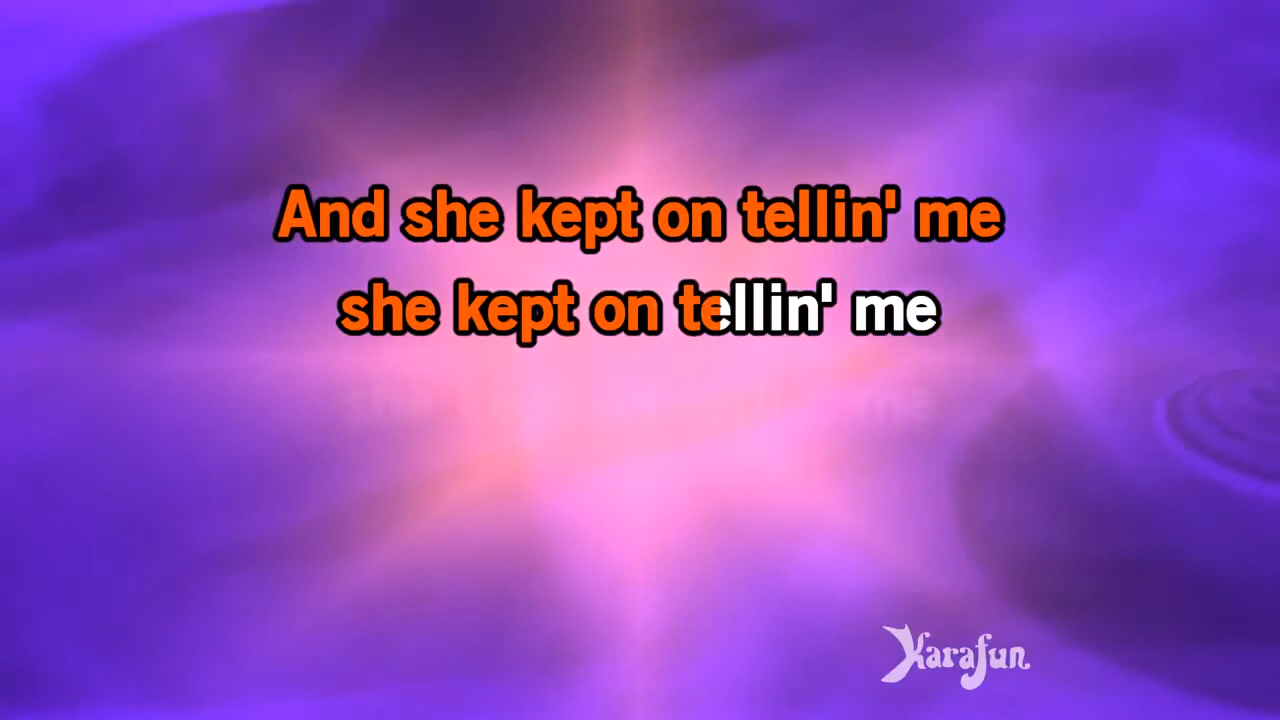 And she kept on tellin' me
she kept on tellin' me
Karafun